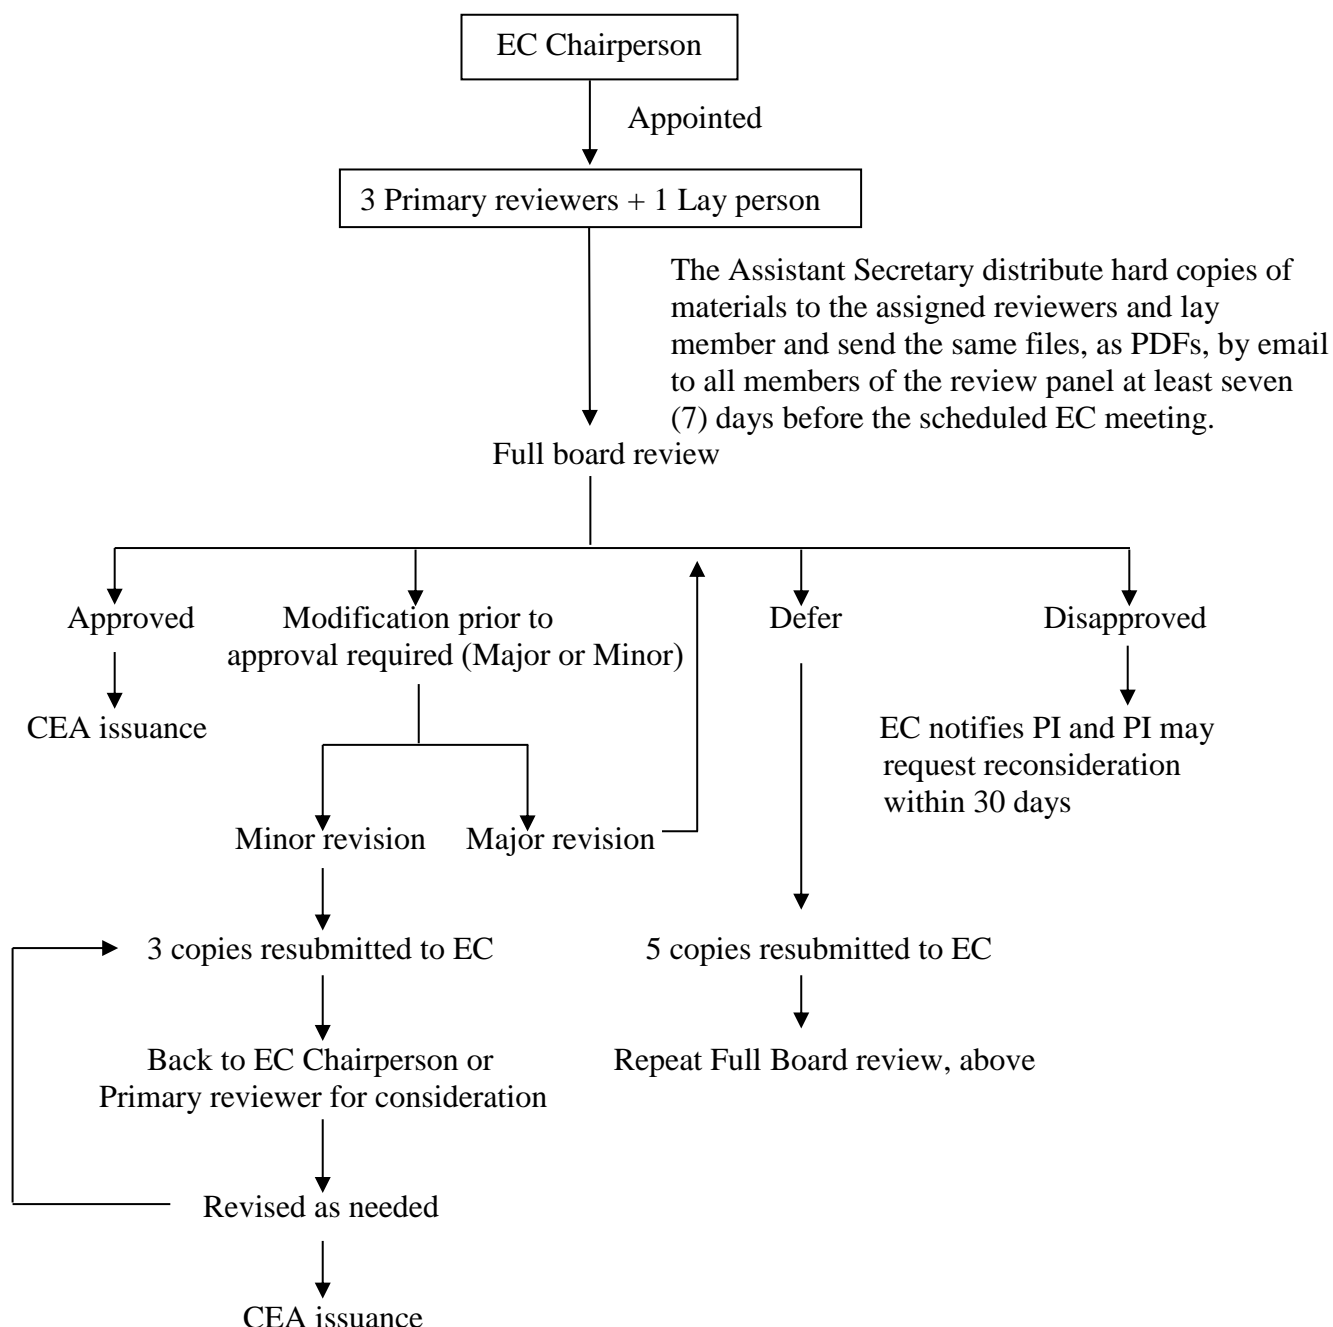 EC Chairperson
Appointed
3 Primary reviewers + 1 Lay person
The Assistant Secretary distribute hard copies of
materials to the assigned reviewers and lay
member and send the same files, as PDFs, by email
to all members of the review panel at least seven
(7) days before the scheduled EC meeting.
Full board review
Approved
Modification prior to
approval required (Major or Minor)
Defer
Disapproved
CEA issuance
EC notifies PI and PI may
request reconsideration
within 30 days
Minor revision
Major revision
3 copies resubmitted to EC
5 copies resubmitted to EC
Back to EC Chairperson or
Primary reviewer for consideration
Repeat Full Board review, above
Revised as needed
CEA issuance